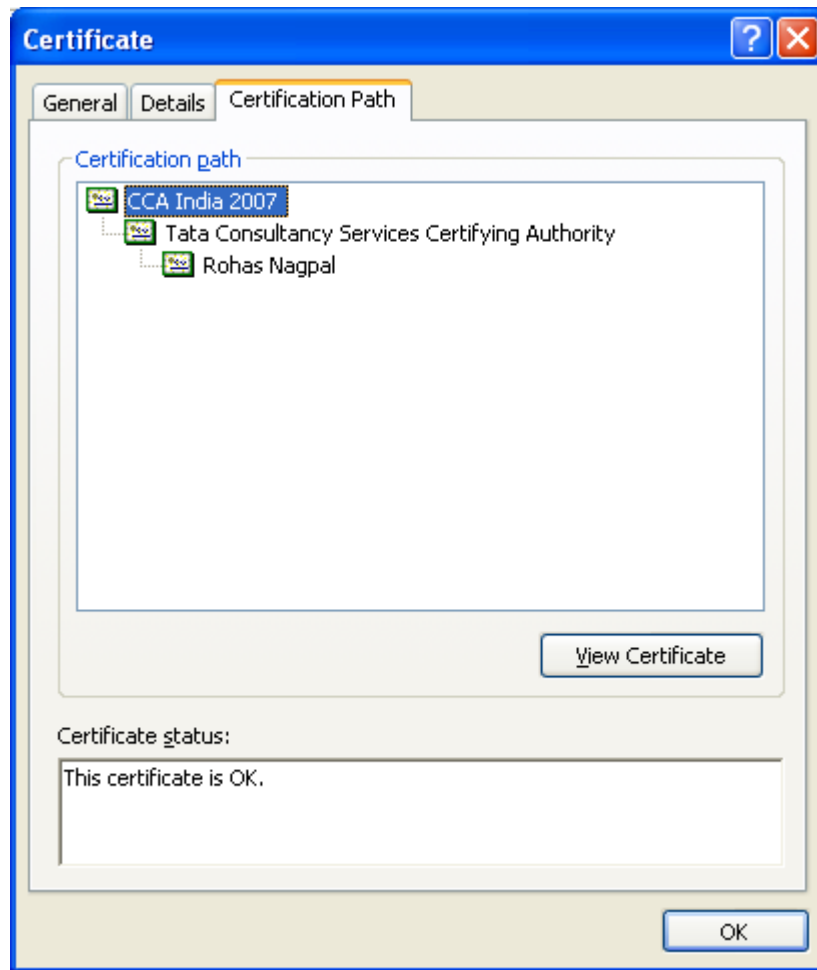 Certificate
General Details Certification Path
Certification path
CCA India 2007
Tata Consultancy Services Certifying Authority
Rohas Nagpal
View Certificate
Certificate status:
This certificate is OK.
OK